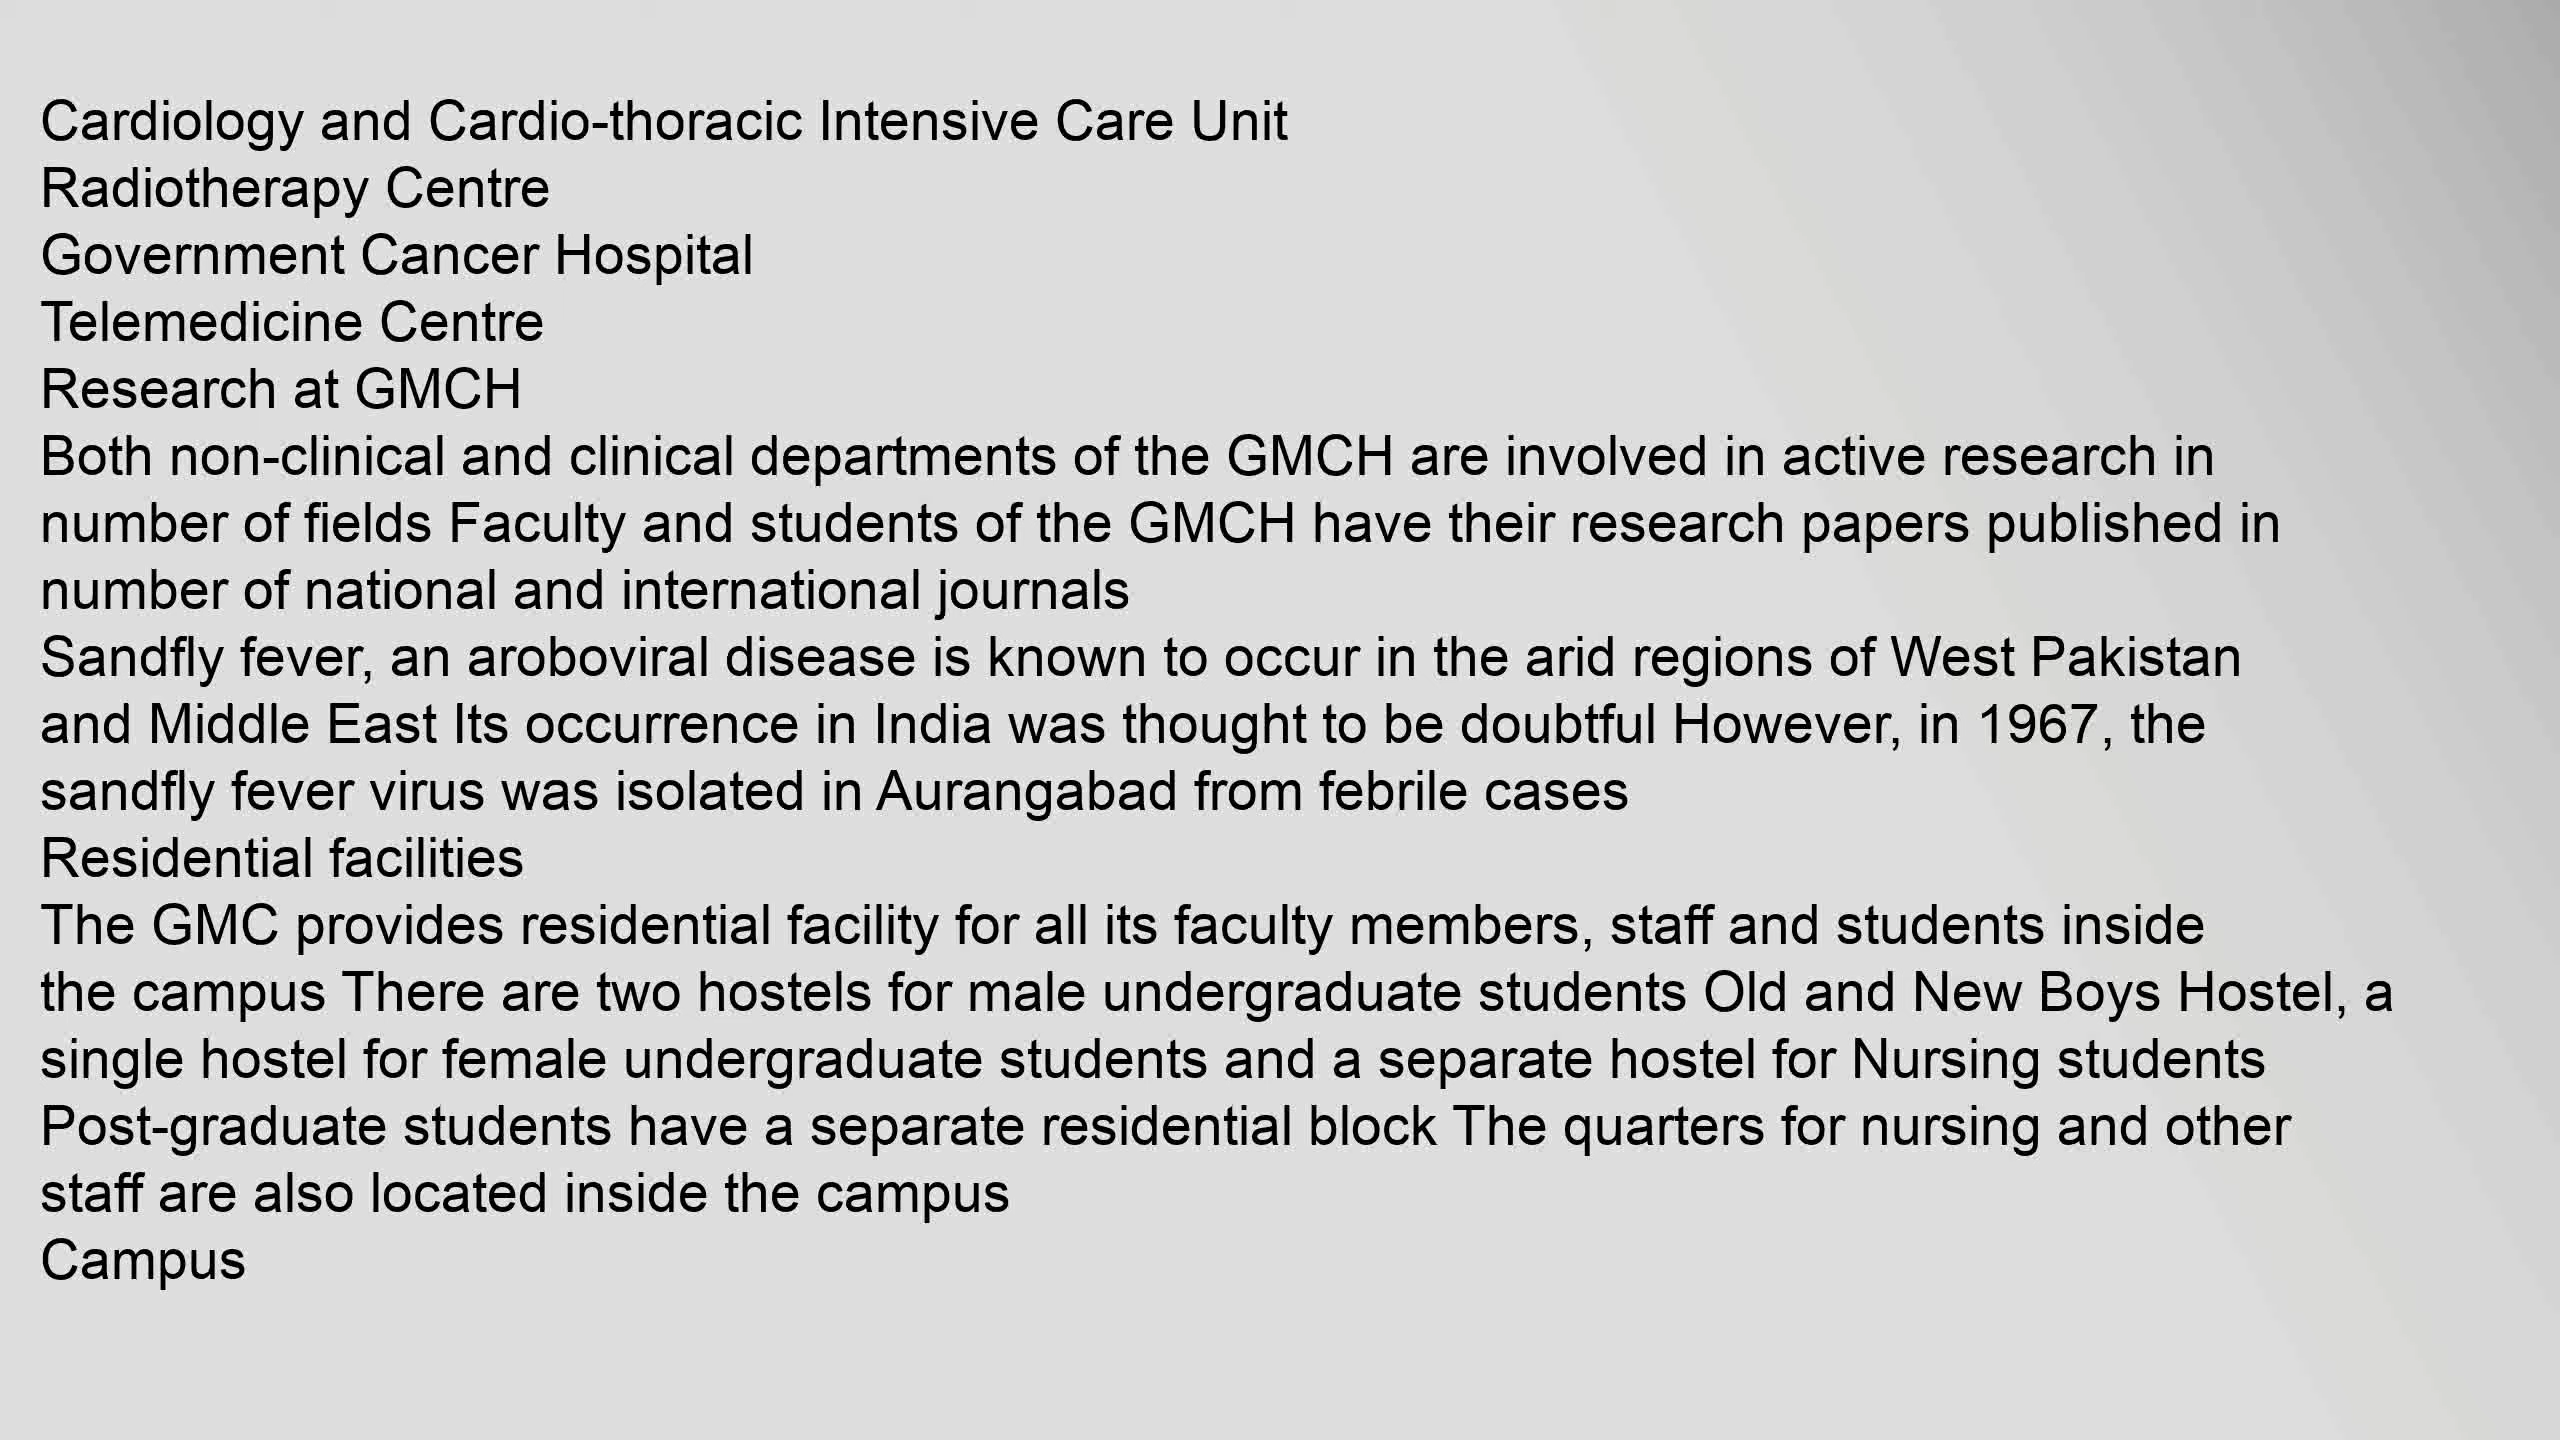 Cardiology and Cardio-thoracic Intensive Care Unit
Radiotherapy Centre
Government Cancer Hospital
Telemedicine Centre
Research at GMCH
Both non-clinical and clinical departments of the GMCH are involved in active research in
number of fields Faculty and students of the GMCH have their research papers published in
number of national and international journals
Sandfly fever, an aroboviral disease is known to occur in the arid regions of West Pakistan
and Middle East Its occurrence in India was thought to be doubtful However, in 1967, the
sandfly fever virus was isolated in Aurangabad from febrile cases
Residential facilities
The GMC provides residential facility for all its faculty members, staff and students inside
the campus There are two hostels for male undergraduate students Old and New Boys Hostel, a
single hostel for female undergraduate students and a separate hostel for Nursing students
Post-graduate students have a separate residential block The quarters for nursing and other
staff are also located inside the campus
Campus